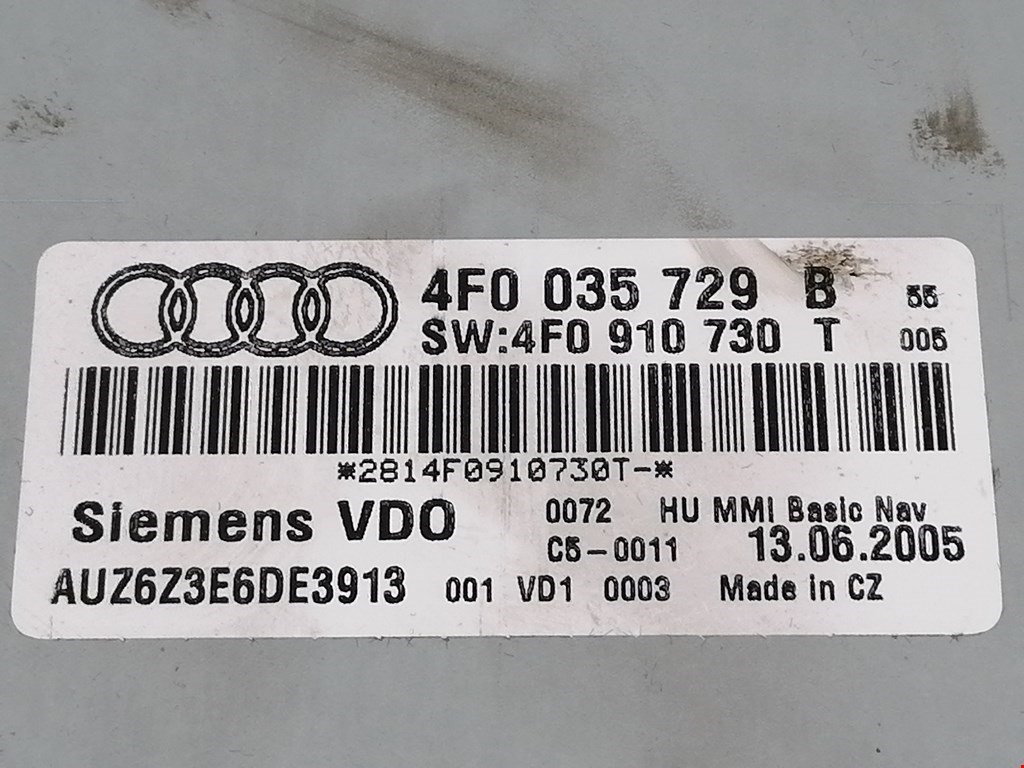 4F0 035 729 B 55
SW:4F0 910 730 T 005
*2814F0910730T-*
Siemens VDO 0072 HU MMI Basic Nav
C5-0011 13.06.2005
AUZ6Z3E6DE3913 001 VD1 0003 Made in CZ